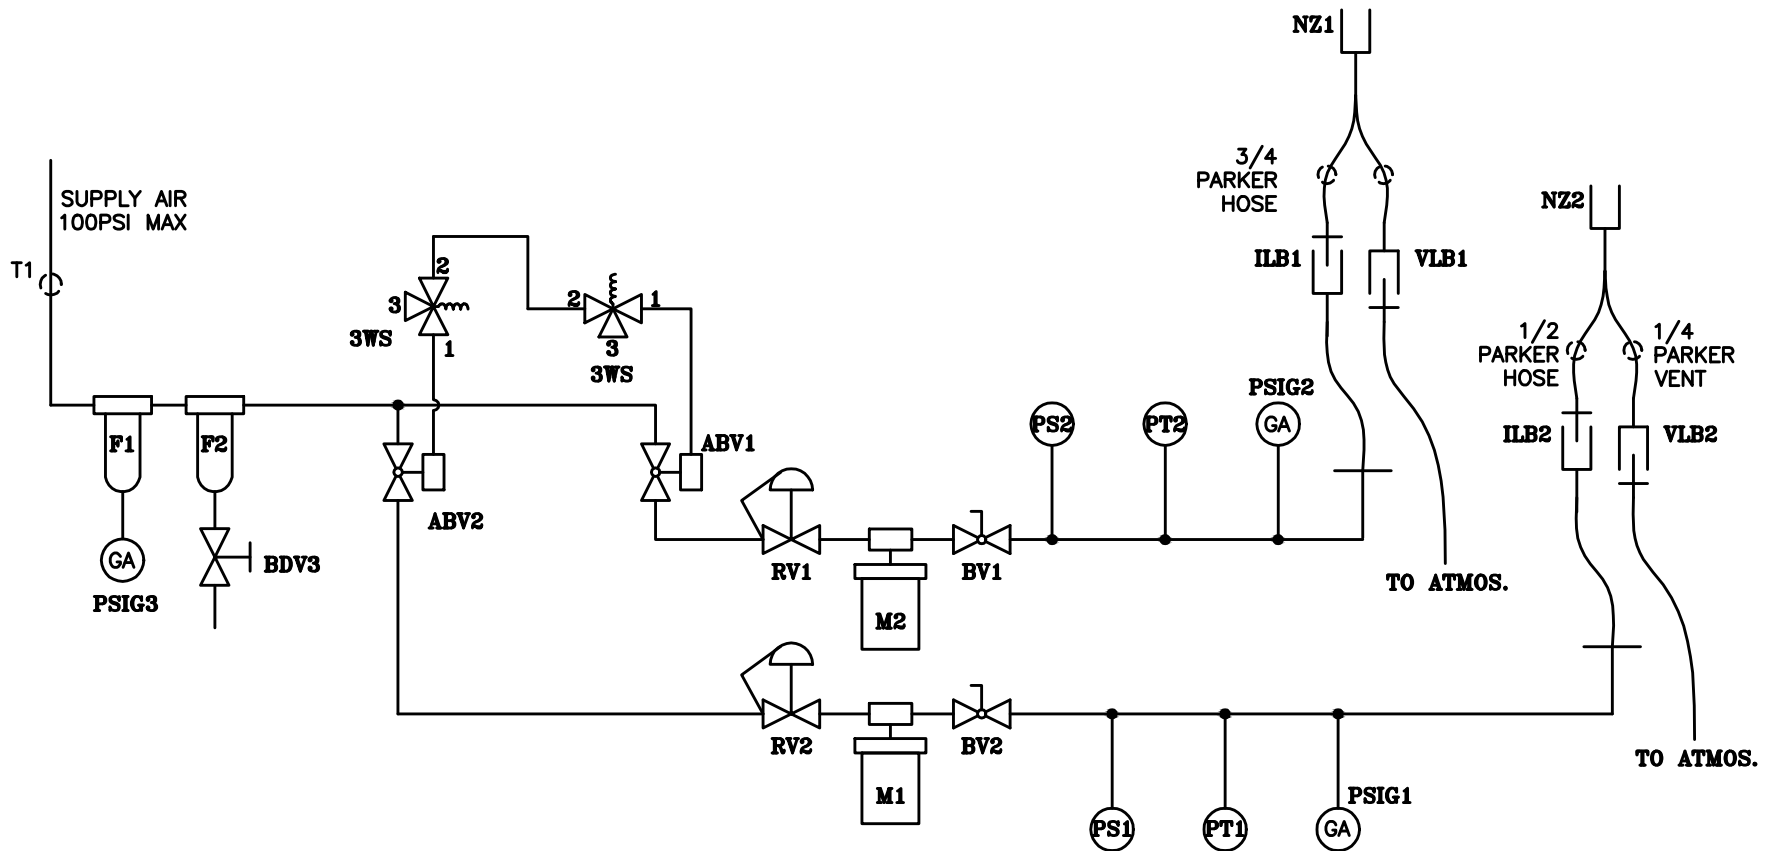 NZ1
3/4
PARKER
HOSE
SUPPLY AIR
100PSI MAX
NZ2
T1
ILB1
VLB1
2
3
3WS
1
2
1
3
3WS
1/2
PARKER
HOSE
1/4
PARKER
VENT
PSIG2
F1
F2
PS2
PT2
GA
ABV1
ILB2
VLB2
ABV2
GA
BDV3
RV1
BV1
TO ATMOS.
PSIG3
M2
RV2
BV2
TO ATMOS.
M1
PSIG1
PS1
PT1
GA